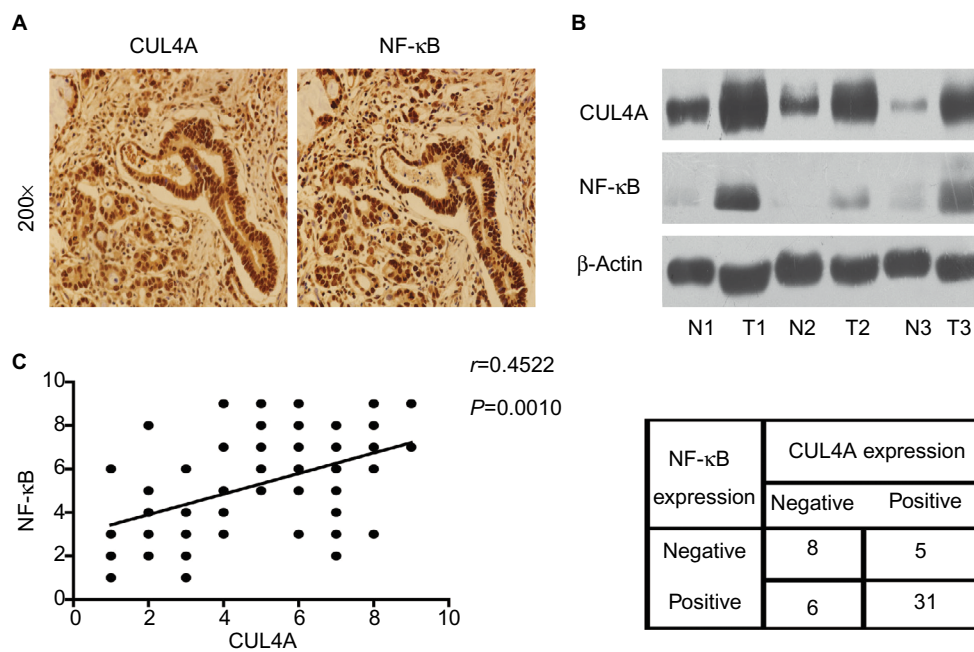 A
CUL4A
NF-κB
200×
B
CUL4A
NF-κB
β-Actin
N1 T1 N2 T2 N3 T3
C
r=0.4522
P=0.0010
10
8
6
4
2
0
NF-κB
0 2 4 6 8 10
CUL4A
NF-κB
expression
CUL4A expression
Negative Positive
Negative 8 5
Positive 6 31